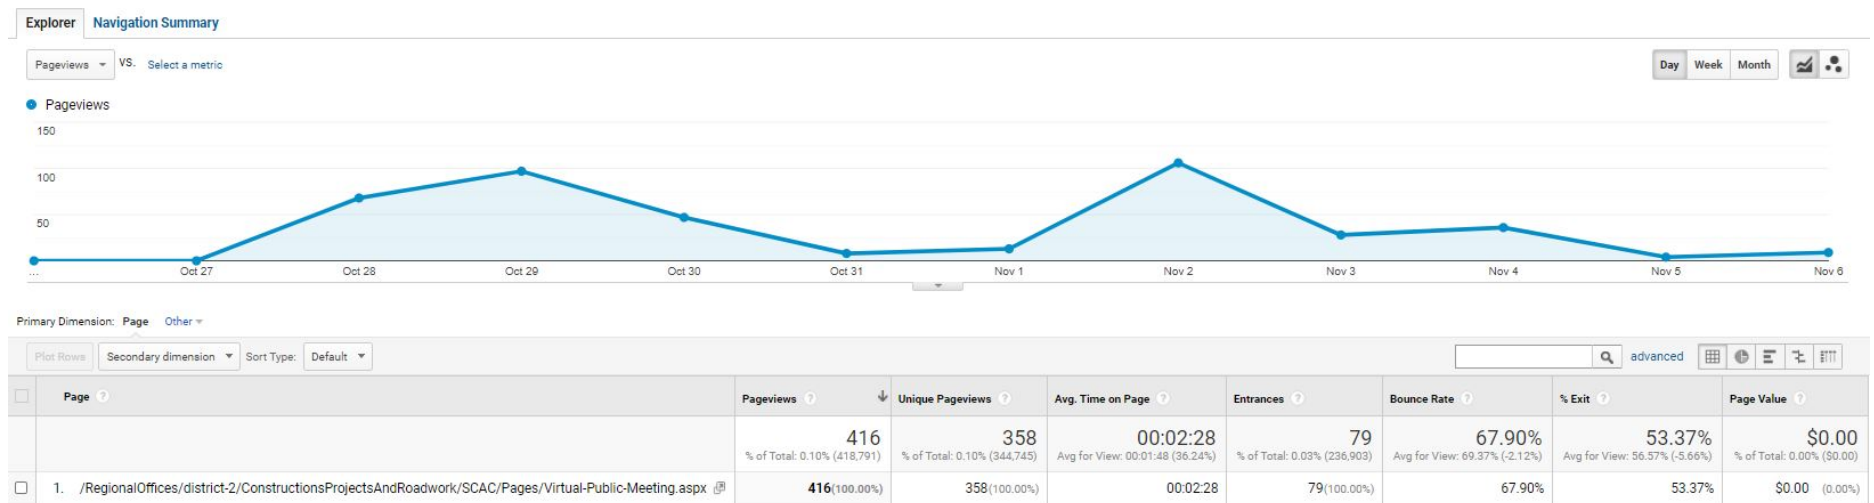 Explorer Navigation Summary
Pageviews VS. Select a metric Day Week Month
Pageviews
150
100
50
... Oct 27 Oct 28 Oct 29 Oct 30 Oct 31 Nov 1 Nov 2 Nov 3 Nov 4 Nov 5 Nov 6
Primary Dimension: Page Other
Plot Rows Secondary dimension Sort Type: Default advanced
Page ? Pageviews ? Unique Pageviews ? Avg. Time on Page ? Entrances ? Bounce Rate ? % Exit ? Page Value ?
416 358 00:02:28 79 67.90% 53.37% $0.00
% of Total: 0.10% (418,791) % of Total: 0.10% (344,745) Avg for View: 00:01:48 (36.24%) % of Total: 0.03% (236,903) Avg for View: 69.37% (-2.12%) Avg for View: 56.57% (-5.66%) % of Total: 0.00% ($0.00)
1. /RegionalOffices/district-2/ConstructionsProjectsAndRoadwork/SCAC/Pages/Virtual-Public-Meeting.aspx 416(100.00%) 358(100.00%) 00:02:28 79(100.00%) 67.90% 53.37% $0.00 (0.00%)